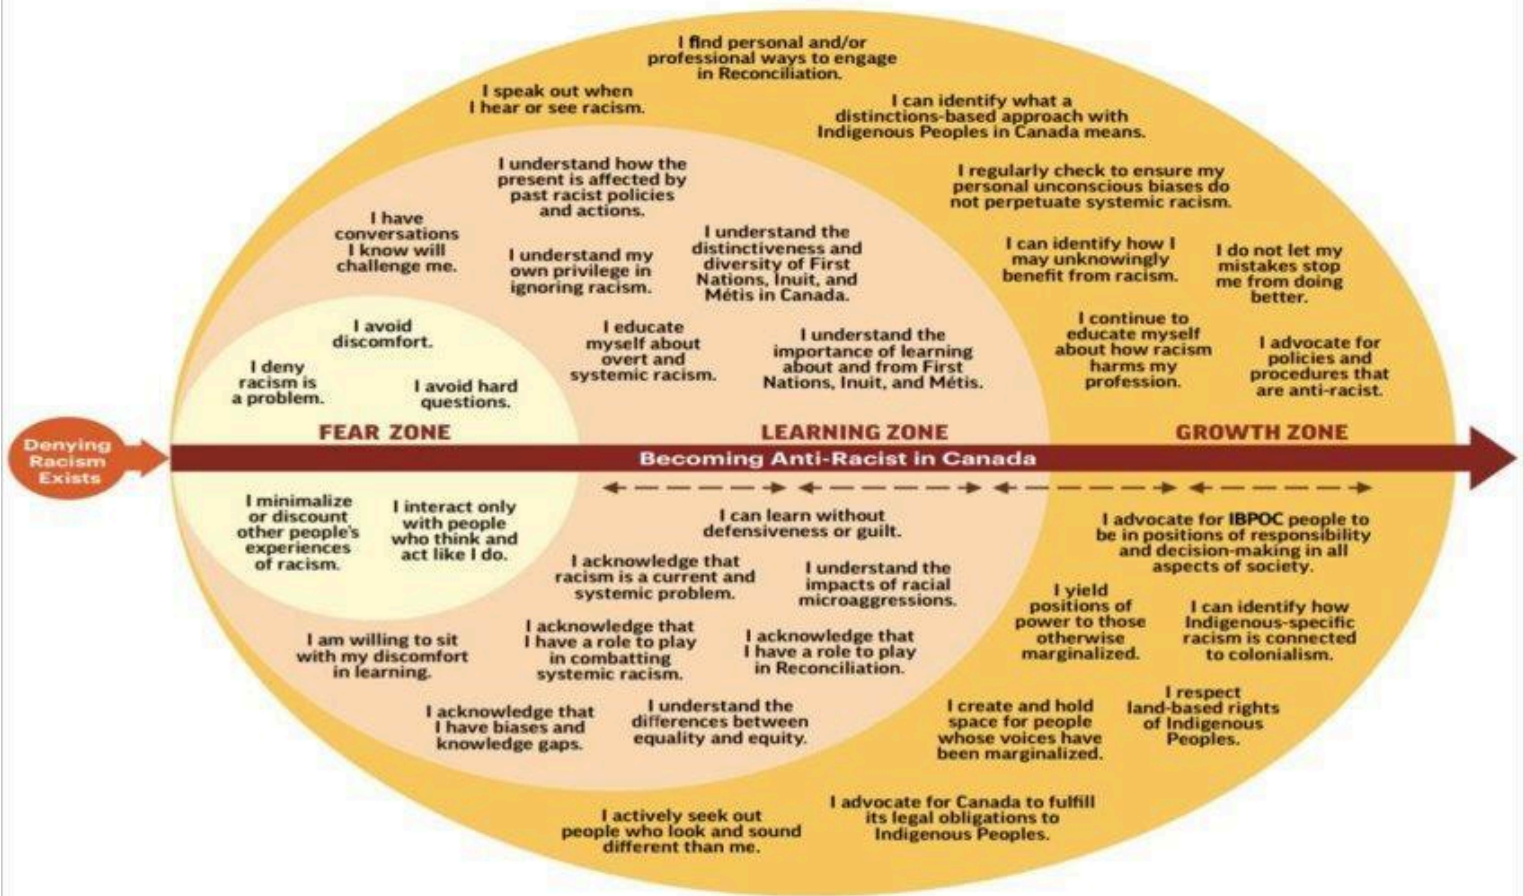 I find personal and/or
professional ways to engage
in Reconciliation.
I speak out when
I hear or see racism.
I can identify what a
distinctions-based approach with
Indigenous Peoples in Canada means.
I understand how the
present is affected by
past racist policies
and actions.
I regularly check to ensure my
personal unconscious biases do
not perpetuate systemic racism.
I have
conversations
I know will
challenge me.
I understand my
own privilege in
ignoring racism.
I understand the
distinctiveness and
diversity of First
Nations, Inuit, and
Métis in Canada.
I can identify how I
may unknowingly
benefit from racism.
I do not let my
mistakes stop
me from doing
better.
I avoid
discomfort.
I deny
racism is
a problem.
I avoid hard
questions.
I educate
myself about
overt and
systemic racism.
I understand the
importance of learning
about and from First
Nations, Inuit, and Métis.
I continue to
educate myself
about how racism
harms my
profession.
I advocate for
policies and
procedures that
are anti-racist.
FEAR ZONE
LEARNING ZONE
GROWTH ZONE
Denying
Racism
Exists
Becoming Anti-Racist in Canada
I minimalize
or discount
other people's
experiences
of racism.
I interact only
with people
who think and
act like I do.
I can learn without
defensiveness or guilt.
I advocate for IBPOC people to
be in positions of responsibility
and decision-making in all
aspects of society.
I acknowledge that
racism is a current and
systemic problem.
I understand the
impacts of racial
microaggressions.
I yield
positions of
power to those
otherwise
marginalized.
I can identify how
Indigenous-specific
racism is connected
to colonialism.
I am willing to sit
with my discomfort
in learning.
I acknowledge that
I have a role to play
in combatting
systemic racism.
I acknowledge that
I have a role to play
in Reconciliation.
I acknowledge that
I have biases and
knowledge gaps.
I understand the
differences between
equality and equity.
I create and hold
space for people
whose voices have
been marginalized.
I respect
land-based rights
of Indigenous
Peoples.
I actively seek out
people who look and sound
different than me.
I advocate for Canada to fulfill
its legal obligations to
Indigenous Peoples.